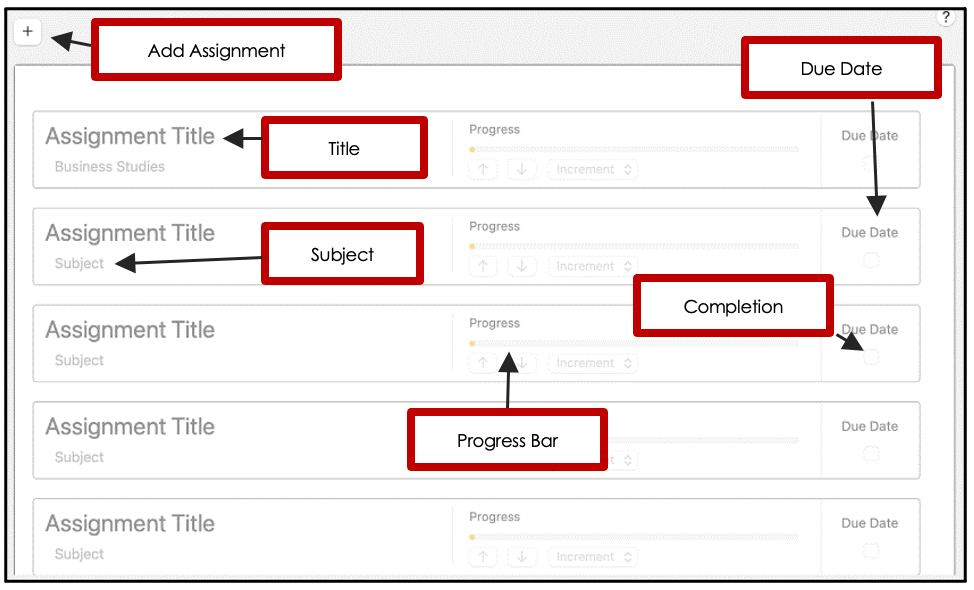 +
?
Add Assignment
Due Date
Assignment Title
Business Studies
Title
Progress
Increment
Due Date
Assignment Title
Subject
Subject
Progress
Increment
Due Date
Completion
Assignment Title
Subject
Progress
Increment
Due Date
Assignment Title
Subject
Progress Bar
Due Date
Assignment Title
Subject
Progress
Increment
Due Date